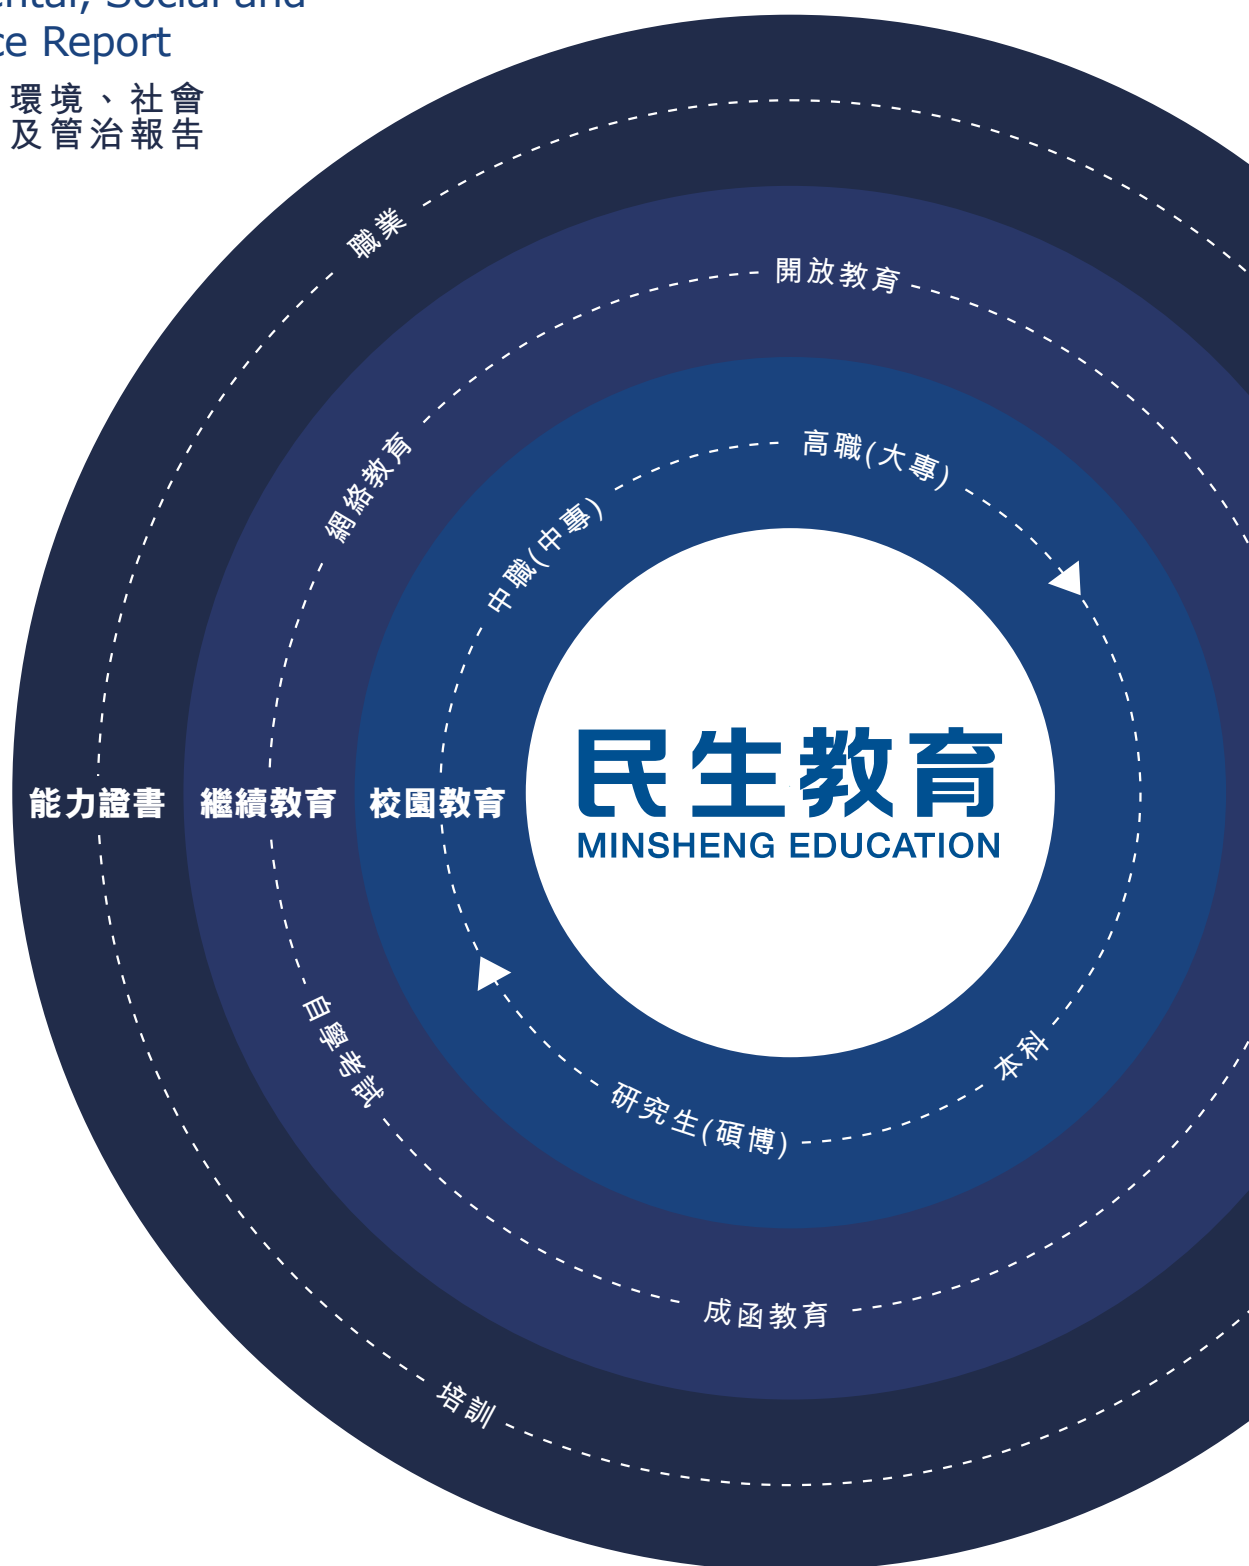 ental, Social and
ce Report
環境、社會
及管治報告
職業
開放教育
網絡教育
高職(大專)
中職(中專)
能力證書
繼續教育
校園教育
民生教育
MINSHENG EDUCATION
自學考試
本科
研究生(碩博)
成函教育
培訓